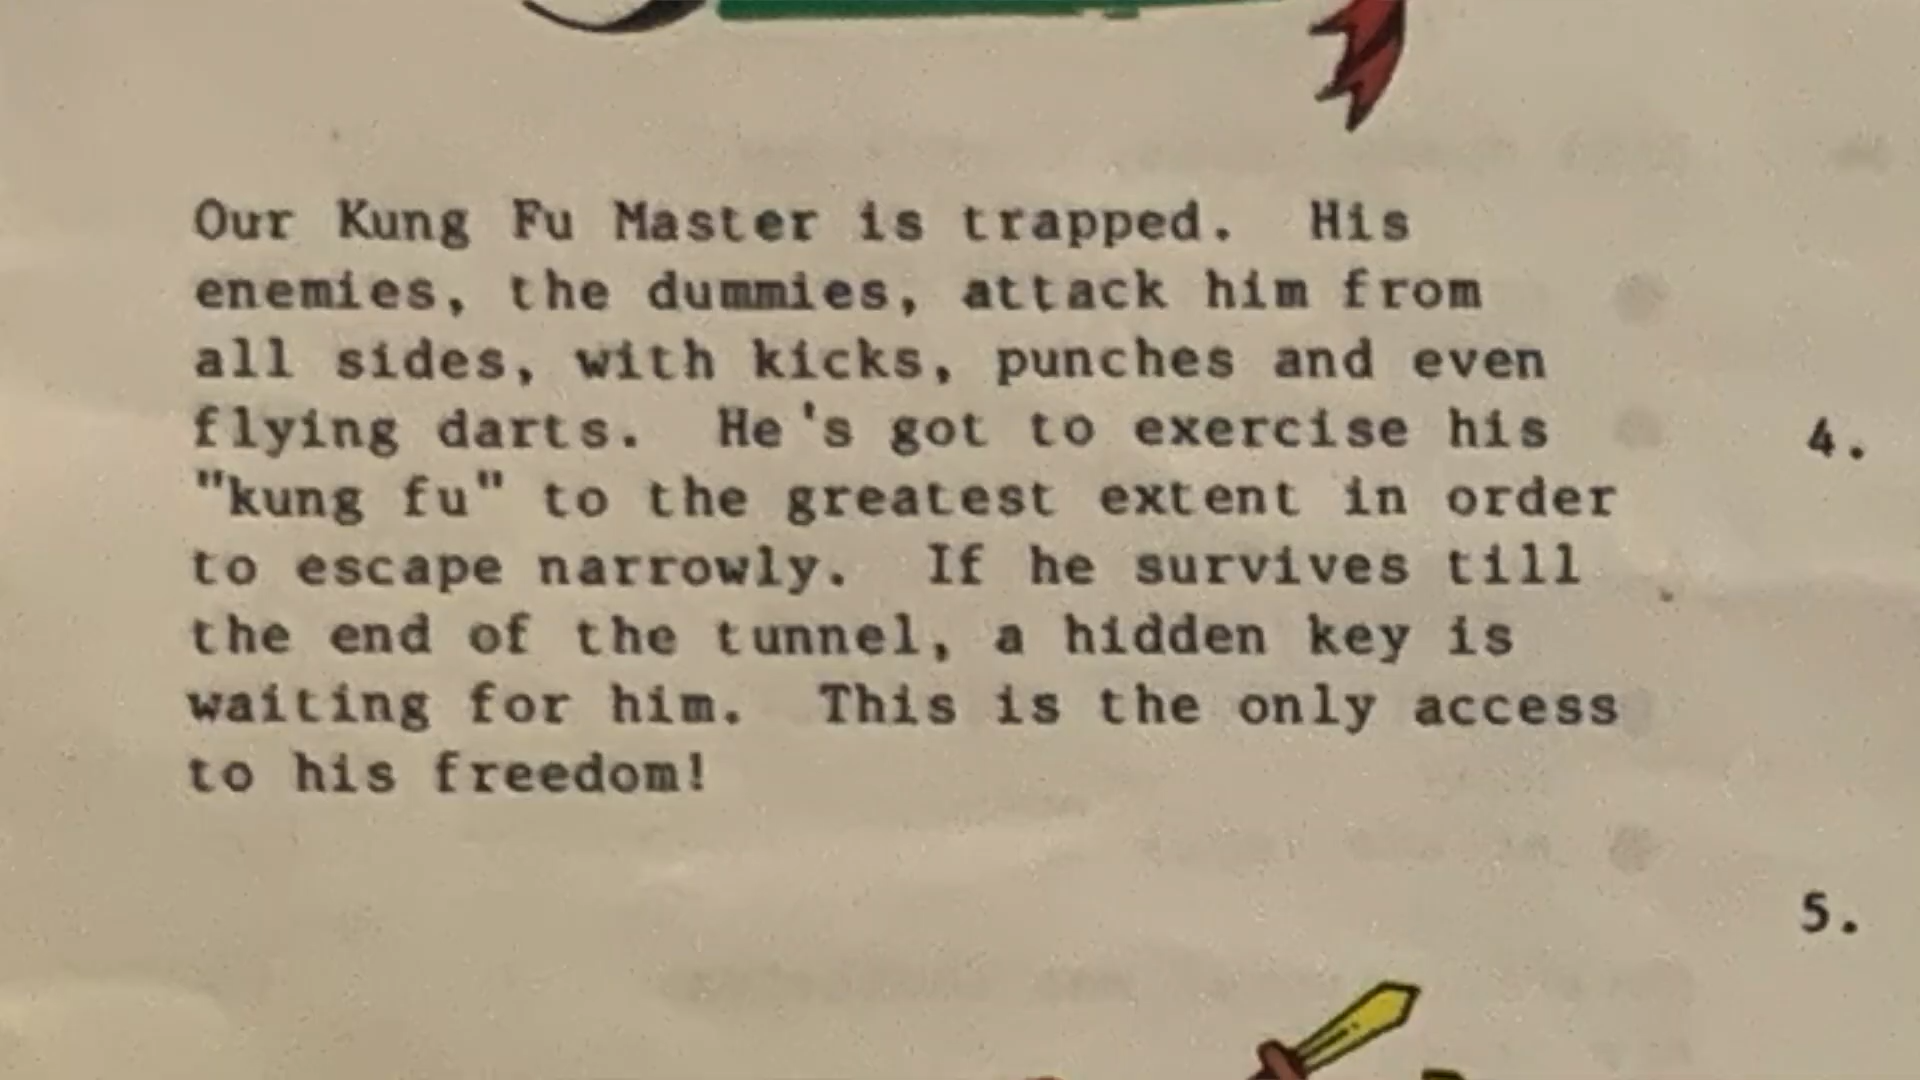 Our Kung Fu Master is trapped.  His
enemies, the dummies, attack him from
all sides, with kicks, punches and even
flying darts.  He's got to exercise his
"kung fu" to the greatest extent in order
to escape narrowly.  If he survives till
the end of the tunnel, a hidden key is
waiting for him.  This is the only access
to his freedom!
4.
5.